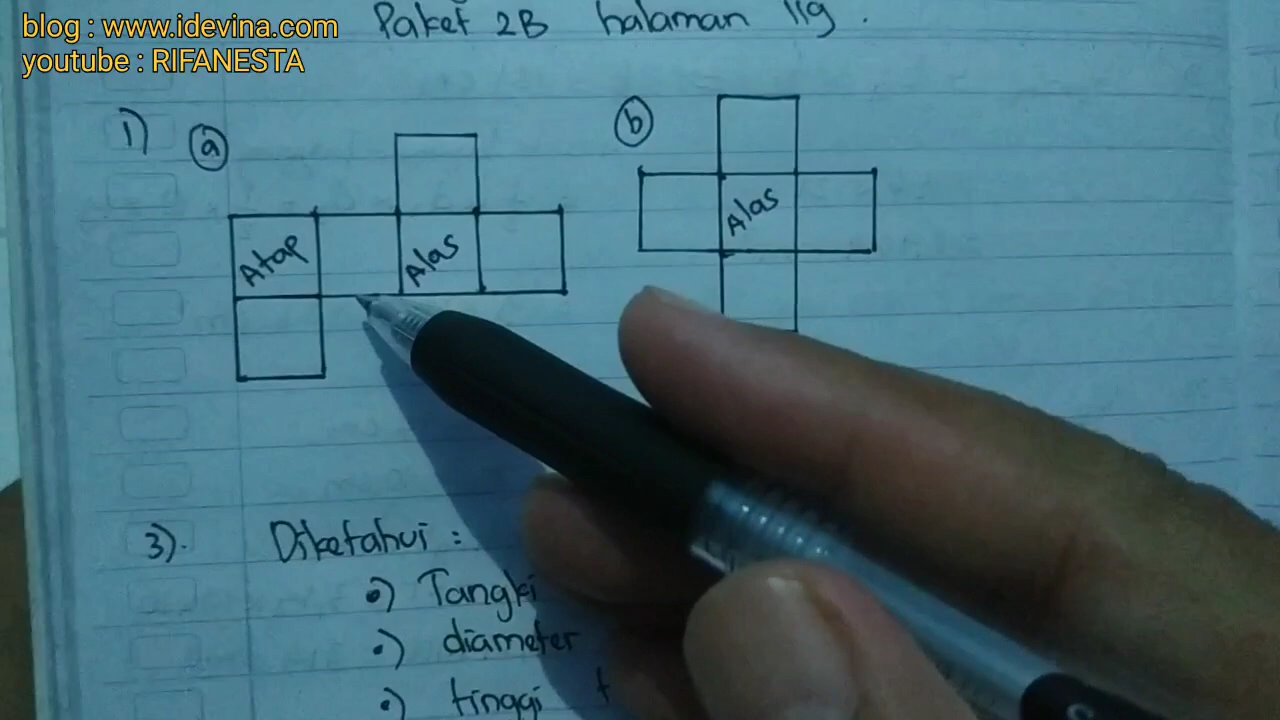 blog : www.idevina.com
youtube : RIFANESTA
Paket 2B halaman 119 .
1) a
b
Atap
Alas
Alas
3). Diketahui :
•) Tangki
•) diameter
•) tinggi t